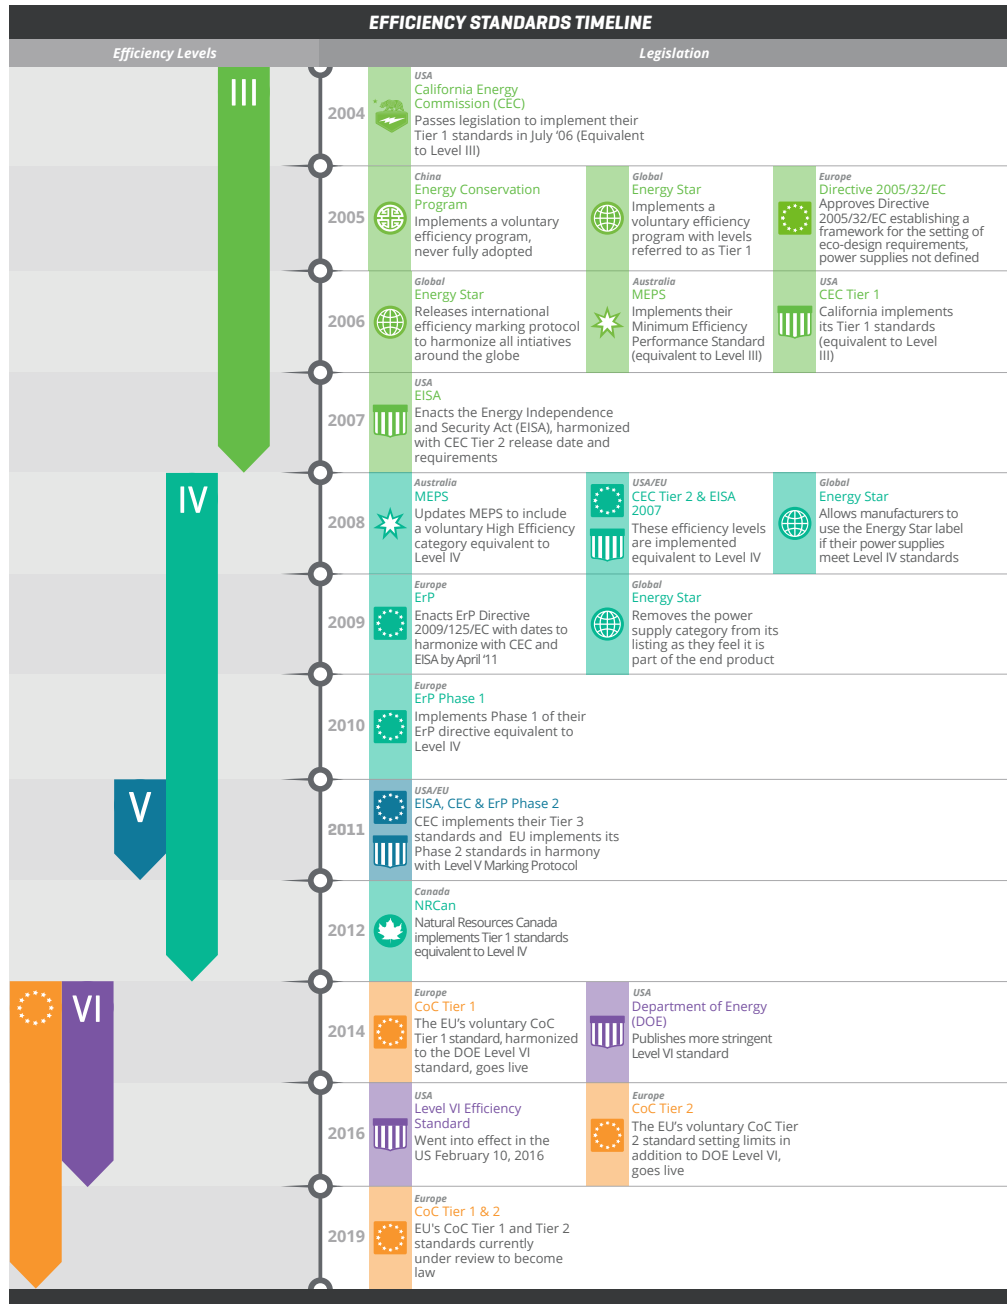 EFFICIENCY STANDARDS TIMELINE
Efficiency Levels
Legislation
III
2004
USA
California Energy
Commission (CEC)
Passes legislation to implement their
Tier 1 standards in July ‘06 (Equivalent
to Level III)
2005
China
Energy Conservation
Program
Implements a voluntary
efficiency program,
never fully adopted
Global
Energy Star
Implements a
voluntary efficiency
program with levels
referred to as Tier 1
Europe
Directive 2005/32/EC
Approves Directive
2005/32/EC establishing a
framework for the setting of
eco-design requirements,
power supplies not defined
2006
Global
Energy Star
Releases international
efficiency marking protocol
to harmonize all intiatives
around the globe
Australia
MEPS
Implements their
Minimum Efficiency
Performance Standard
(equivalent to Level III)
USA
CEC Tier 1
California implements
its Tier 1 standards
(equivalent to Level
III)
2007
USA
EISA
Enacts the Energy Independence
and Security Act (EISA), harmonized
with CEC Tier 2 release date and
requirements
IV
2008
Australia
MEPS
Updates MEPS to include
a voluntary High Efficiency
category equivalent to
Level IV
USA/EU
CEC Tier 2 & EISA
2007
These efficiency levels
are implemented
equivalent to Level IV
Global
Energy Star
Allows manufacturers to
use the Energy Star label
if their power supplies
meet Level IV standards
2009
Europe
ErP
Enacts ErP Directive
2009/125/EC with dates to
harmonize with CEC and
EISA by April ‘11
Global
Energy Star
Removes the power
supply category from its
listing as they feel it is
part of the end product
2010
Europe
ErP Phase 1
Implements Phase 1 of their
ErP directive equivalent to
Level IV
V
2011
USA/EU
EISA, CEC & ErP Phase 2
CEC implements their Tier 3
standards and EU implements its
Phase 2 standards in harmony
with Level V Marking Protocol
2012
Canada
NRCan
Natural Resources Canada
implements Tier 1 standards
equivalent to Level IV
VI
2014
Europe
CoC Tier 1
The EU’s voluntary CoC
Tier 1 standard, harmonized
to the DOE Level VI
standard, goes live
USA
Department of Energy
(DOE)
Publishes more stringent
Level VI standard
2016
USA
Level VI Efficiency
Standard
Went into effect in the
US February 10, 2016
Europe
CoC Tier 2
The EU’s voluntary CoC Tier
2 standard setting limits in
addition to DOE Level VI,
goes live
2019
Europe
CoC Tier 1 & 2
EU's CoC Tier 1 and Tier 2
standards currently
under review to become
law